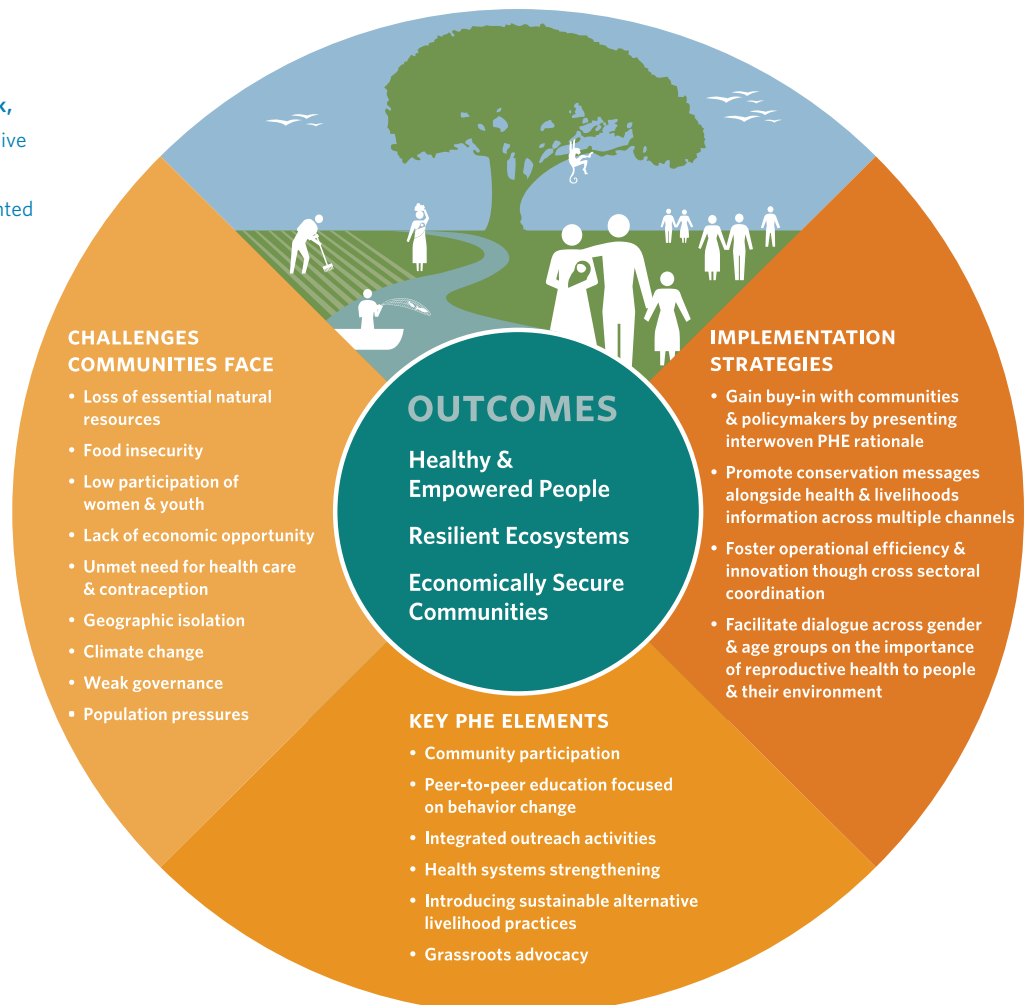 k,
ive
nted
CHALLENGES
COMMUNITIES FACE
• Loss of essential natural
resources
• Food insecurity
• Low participation of
women & youth
• Lack of economic opportunity
• Unmet need for health care
& contraception
• Geographic isolation
• Climate change
• Weak governance
• Population pressures
OUTCOMES
Healthy &
Empowered People
Resilient Ecosystems
Economically Secure
Communities
IMPLEMENTATION
STRATEGIES
• Gain buy-in with communities
& policymakers by presenting
interwoven PHE rationale
• Promote conservation messages
alongside health & livelihoods
information across multiple channels
• Foster operational efficiency &
innovation though cross sectoral
coordination
• Facilitate dialogue across gender
& age groups on the importance
of reproductive health to people
& their environment
KEY PHE ELEMENTS
• Community participation
• Peer-to-peer education focused
on behavior change
• Integrated outreach activities
• Health systems strengthening
• Introducing sustainable alternative
livelihood practices
• Grassroots advocacy